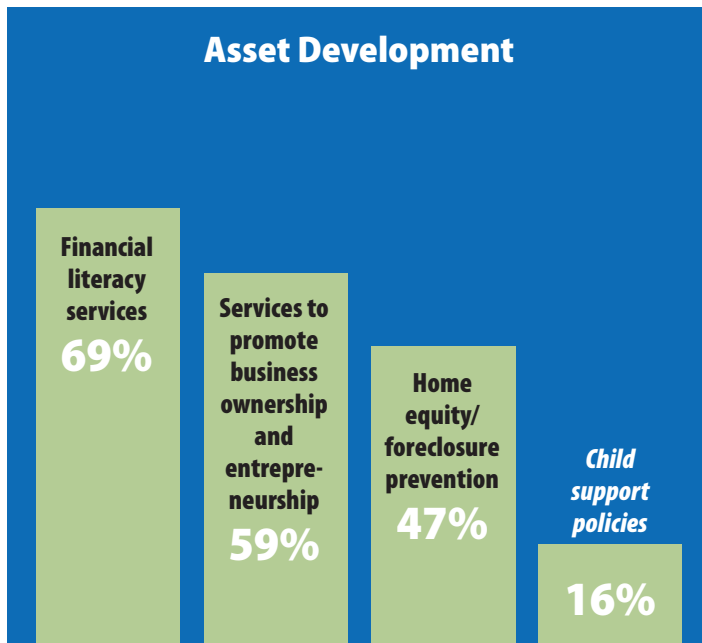 Asset Development
Financial
literacy
services
69%
Services to
promote
business
ownership
and
entrepre-
neurship
59%
Home
equity/
foreclosure
prevention
47%
Child
support
policies
16%